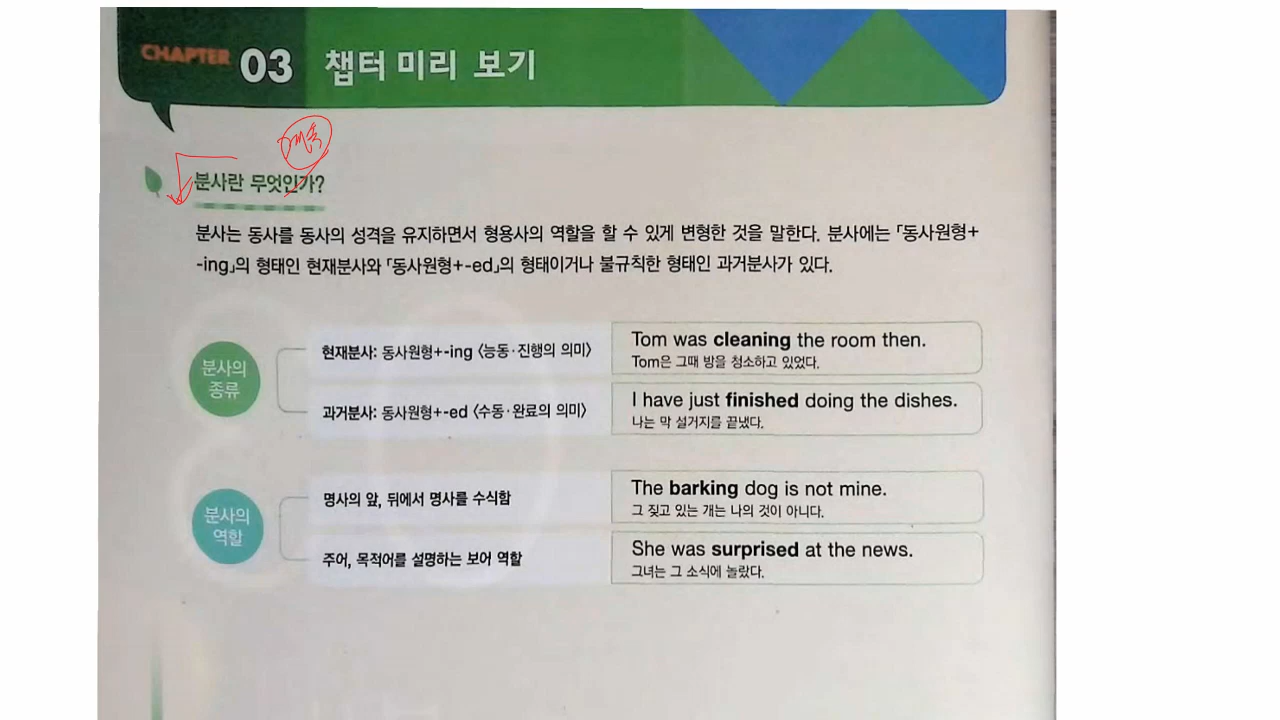 CHAPTER 03 챕터 미리 보기
분사란 무엇인가?
분사는 동사를 동사의 성격을 유지하면서 형용사의 역할을 할 수 있게 변형한 것을 말한다. 분사에는 「동사원형+
-ing」의 형태인 현재분사와 「동사원형+-ed」의 형태이거나 불규칙한 형태인 과거분사가 있다.
분사의
종류
현재분사: 동사원형+-ing 〈능동·진행의 의미〉
Tom was cleaning the room then.
Tom은 그때 방을 청소하고 있었다.
과거분사: 동사원형+-ed 〈수동·완료의 의미〉
I have just finished doing the dishes.
나는 막 설거지를 끝냈다.
분사의
역할
명사의 앞, 뒤에서 명사를 수식함
The barking dog is not mine.
그 짖고 있는 개는 나의 것이 아니다.
주어, 목적어를 설명하는 보어 역할
She was surprised at the news.
그녀는 그 소식에 놀랐다.